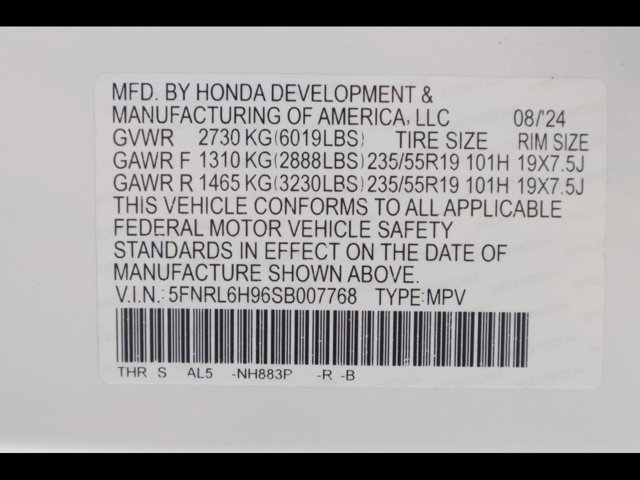 MFD. BY HONDA DEVELOPMENT &
MANUFACTURING OF AMERICA, LLC 08/'24
GVWR 2730 KG(6019LBS) TIRE SIZE RIM SIZE
GAWR F 1310 KG(2888LBS) 235/55R19 101H 19X7.5J
GAWR R 1465 KG(3230LBS) 235/55R19 101H 19X7.5J
THIS VEHICLE CONFORMS TO ALL APPLICABLE
FEDERAL MOTOR VEHICLE SAFETY
STANDARDS IN EFFECT ON THE DATE OF
MANUFACTURE SHOWN ABOVE.
V.I.N.: 5FNRL6H96SB007768 TYPE:MPV
THR S AL5 -NH883P -R -B